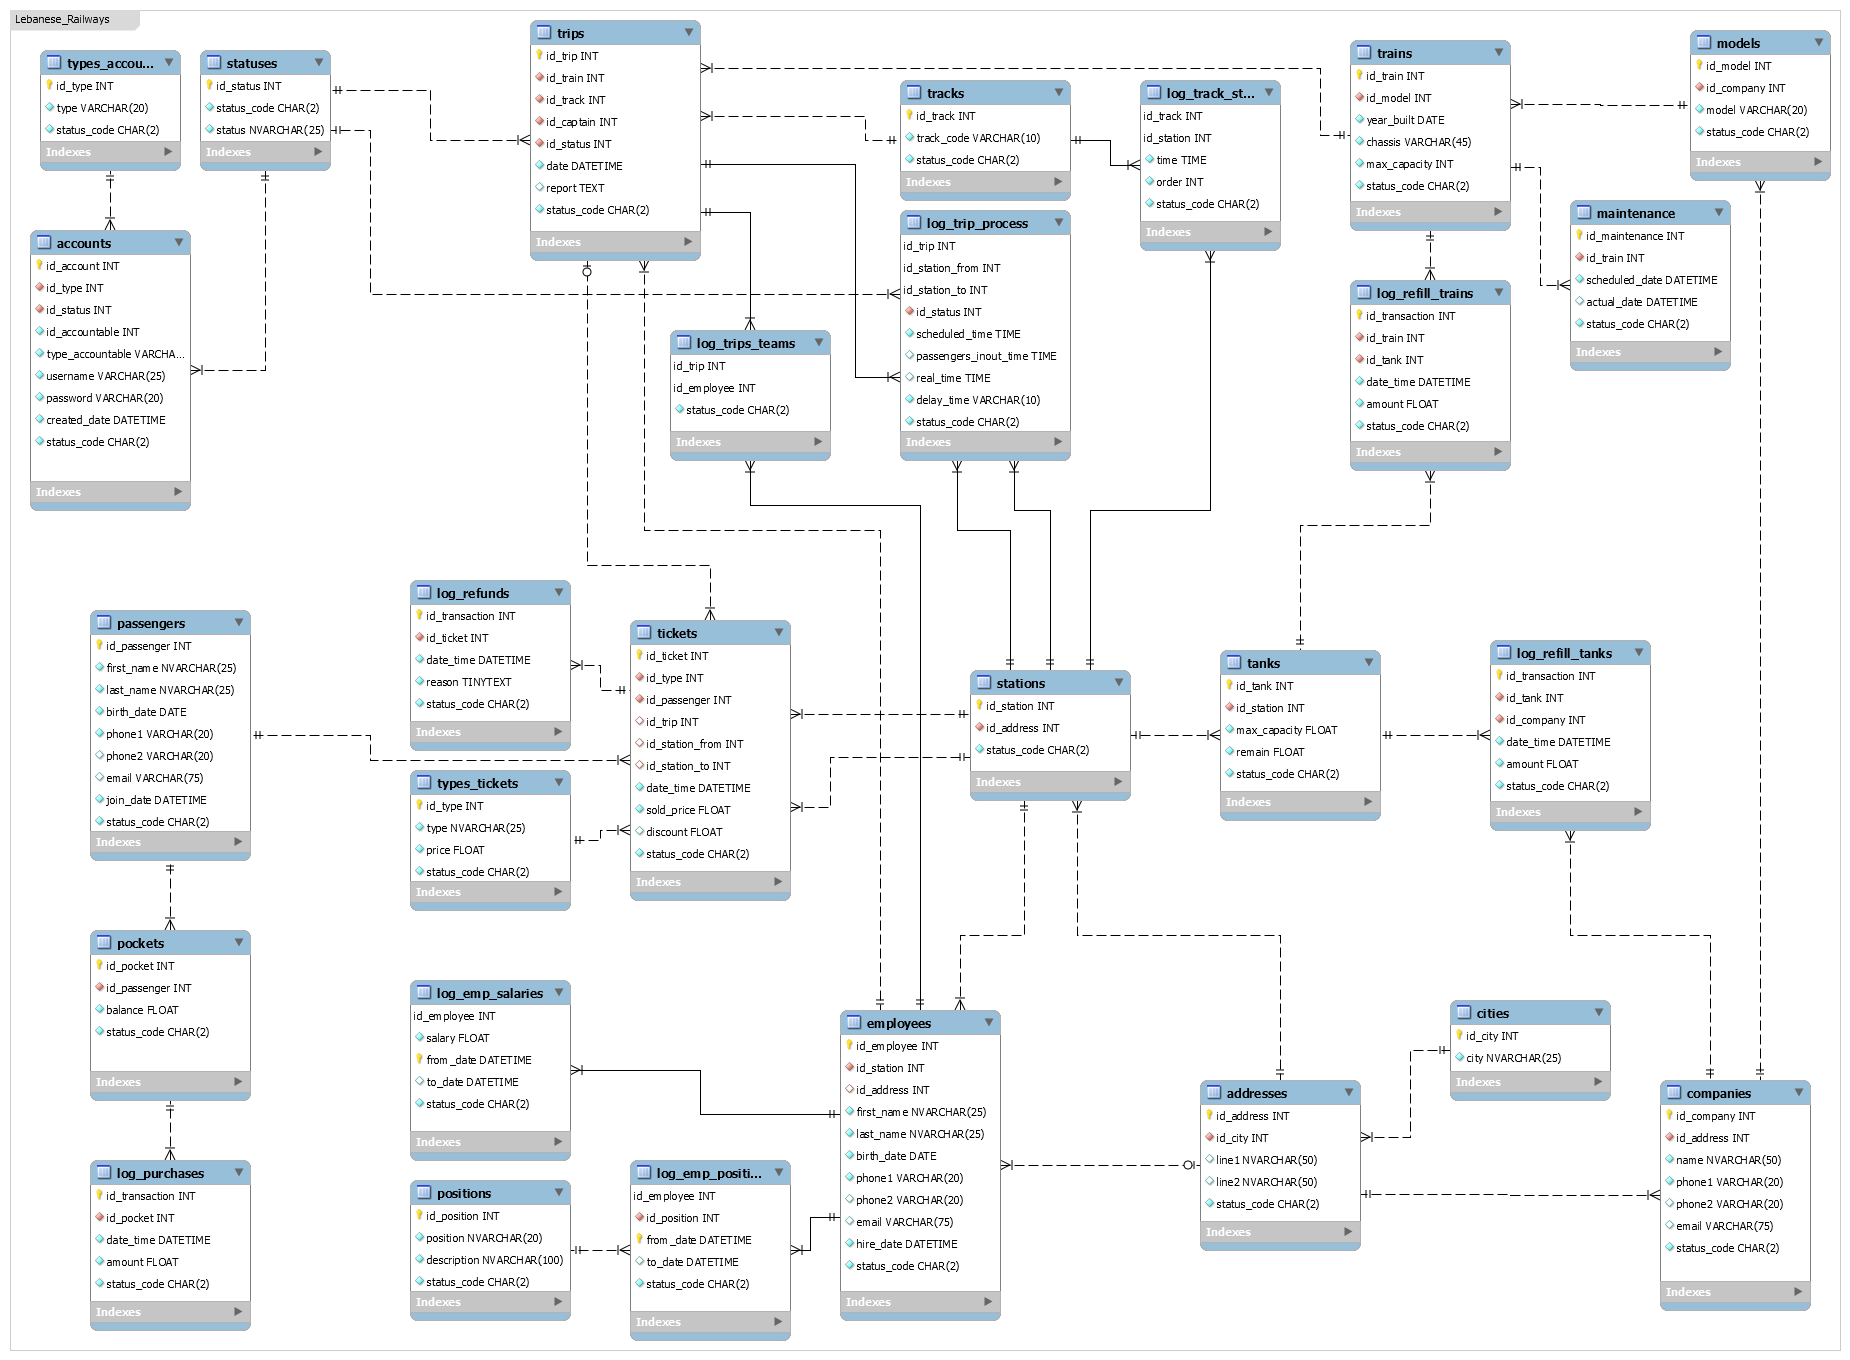 Lebanese_Railways
types_accou...
id_type INT
type VARCHAR(20)
status_code CHAR(2)
Indexes
statuses
id_status INT
status_code CHAR(2)
status NVARCHAR(25)
Indexes
trips
id_trip INT
id_train INT
id_track INT
id_captain INT
id_status INT
date DATETIME
report TEXT
status_code CHAR(2)
Indexes
tracks
id_track INT
track_code VARCHAR(10)
status_code CHAR(2)
Indexes
log_track_st...
id_track INT
id_station INT
time TIME
order INT
status_code CHAR(2)
Indexes
trains
id_train INT
id_model INT
year_built DATE
chassis VARCHAR(45)
max_capacity INT
status_code CHAR(2)
Indexes
models
id_model INT
id_company INT
model VARCHAR(20)
status_code CHAR(2)
Indexes
accounts
id_account INT
id_type INT
id_status INT
id_accountable INT
type_accountable VARCHA...
username VARCHAR(25)
password VARCHAR(20)
created_date DATETIME
status_code CHAR(2)
Indexes
log_trips_teams
id_trip INT
id_employee INT
status_code CHAR(2)
Indexes
log_trip_process
id_trip INT
id_station_from INT
id_station_to INT
id_status INT
scheduled_time TIME
passengers_inout_time TIME
real_time TIME
delay_time VARCHAR(10)
status_code CHAR(2)
Indexes
log_refill_trains
id_transaction INT
id_train INT
id_tank INT
date_time DATETIME
amount FLOAT
status_code CHAR(2)
Indexes
maintenance
id_maintenance INT
id_train INT
scheduled_date DATETIME
actual_date DATETIME
status_code CHAR(2)
Indexes
passengers
id_passenger INT
first_name NVARCHAR(25)
last_name NVARCHAR(25)
birth_date DATE
phone1 VARCHAR(20)
phone2 VARCHAR(20)
email VARCHAR(75)
join_date DATETIME
status_code CHAR(2)
Indexes
log_refunds
id_transaction INT
id_ticket INT
date_time DATETIME
reason TINYTEXT
status_code CHAR(2)
Indexes
types_tickets
id_type INT
type NVARCHAR(25)
price FLOAT
status_code CHAR(2)
Indexes
tickets
id_ticket INT
id_type INT
id_passenger INT
id_trip INT
id_station_from INT
id_station_to INT
date_time DATETIME
sold_price FLOAT
discount FLOAT
status_code CHAR(2)
Indexes
stations
id_station INT
id_address INT
status_code CHAR(2)
Indexes
tanks
id_tank INT
id_station INT
max_capacity FLOAT
remain FLOAT
status_code CHAR(2)
Indexes
log_refill_tanks
id_transaction INT
id_tank INT
id_company INT
date_time DATETIME
amount FLOAT
status_code CHAR(2)
Indexes
pockets
id_pocket INT
id_passenger INT
balance FLOAT
status_code CHAR(2)
Indexes
log_purchases
id_transaction INT
id_pocket INT
date_time DATETIME
amount FLOAT
status_code CHAR(2)
Indexes
log_emp_salaries
id_employee INT
salary FLOAT
from_date DATETIME
to_date DATETIME
status_code CHAR(2)
Indexes
positions
id_position INT
position NVARCHAR(20)
description NVARCHAR(100)
status_code CHAR(2)
Indexes
log_emp_positi...
id_employee INT
id_position INT
from_date DATETIME
to_date DATETIME
status_code CHAR(2)
Indexes
employees
id_employee INT
id_station INT
id_address INT
first_name NVARCHAR(25)
last_name NVARCHAR(25)
birth_date DATE
phone1 VARCHAR(20)
phone2 VARCHAR(20)
email VARCHAR(75)
hire_date DATETIME
status_code CHAR(2)
Indexes
addresses
id_address INT
id_city INT
line1 NVARCHAR(50)
line2 NVARCHAR(50)
status_code CHAR(2)
Indexes
cities
id_city INT
city NVARCHAR(25)
Indexes
companies
id_company INT
id_address INT
name NVARCHAR(50)
phone1 VARCHAR(20)
phone2 VARCHAR(20)
email VARCHAR(75)
status_code CHAR(2)
Indexes